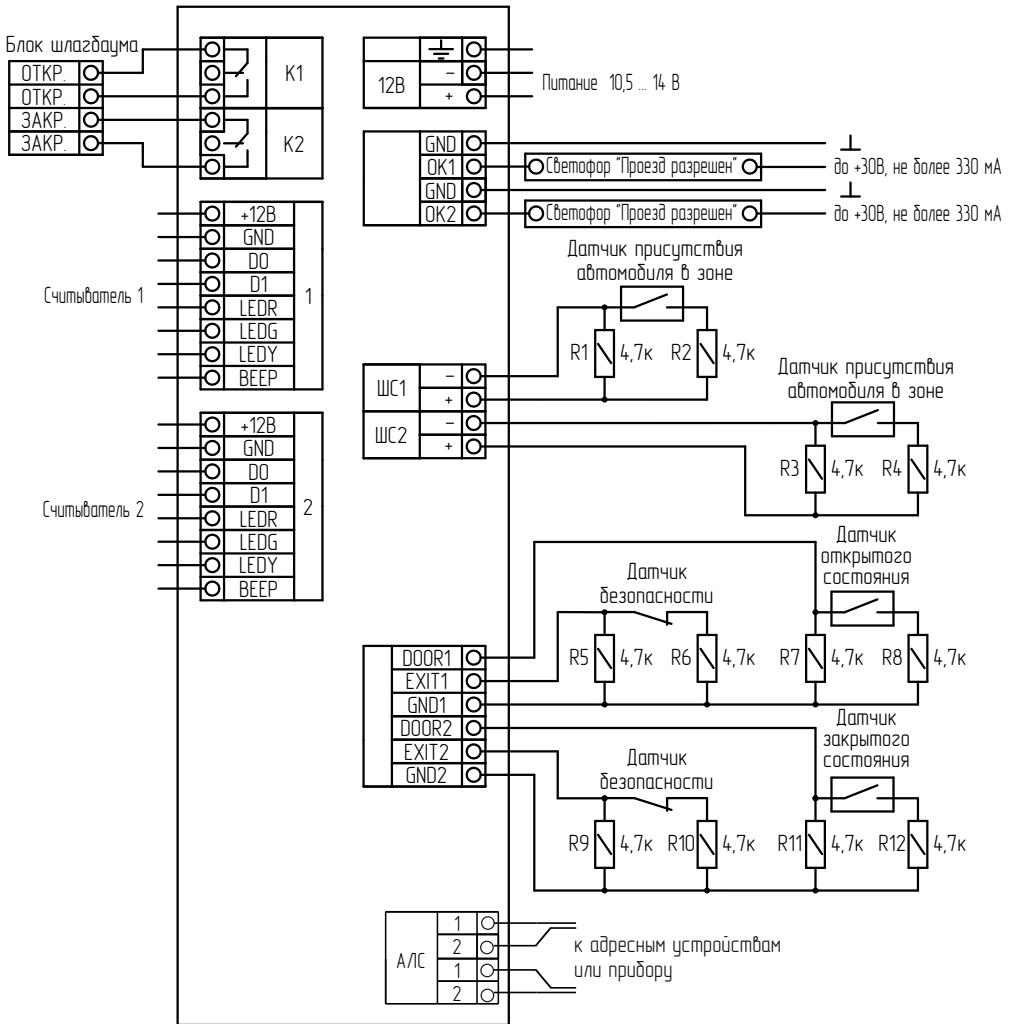 Блок шлагбаума
ОТКР.
ОТКР.
ЗАКР.
ЗАКР.
К1
К2
12В
–
+
Питание 10,5 ... 14 В
GND
ОК1
GND
ОК2
Светофор "Проезд разрешен"
до +30В, не более 330 мА
Светофор "Проезд разрешен"
до +30В, не более 330 мА
Считыватель 1
+12В
GND
D0
D1
LEDR
LEDG
LEDY
BEEP
1
Считыватель 2
+12В
GND
D0
D1
LEDR
LEDG
LEDY
BEEP
2
Датчик присутствия
автомобиля в зоне
R1 4,7к R2 4,7к
ШС1
–
+
ШС2
–
+
Датчик присутствия
автомобиля в зоне
R3 4,7к R4 4,7к
Датчик
открытого
состояния
Датчик
безопасности
R5 4,7к R6 4,7к R7 4,7к R8 4,7к
DOOR1
EXIT1
GND1
DOOR2
EXIT2
GND2
Датчик
закрытого
состояния
Датчик
безопасности
R9 4,7к R10 4,7к R11 4,7к R12 4,7к
АЛС
1
2
1
2
к адресным устройствам
или прибору